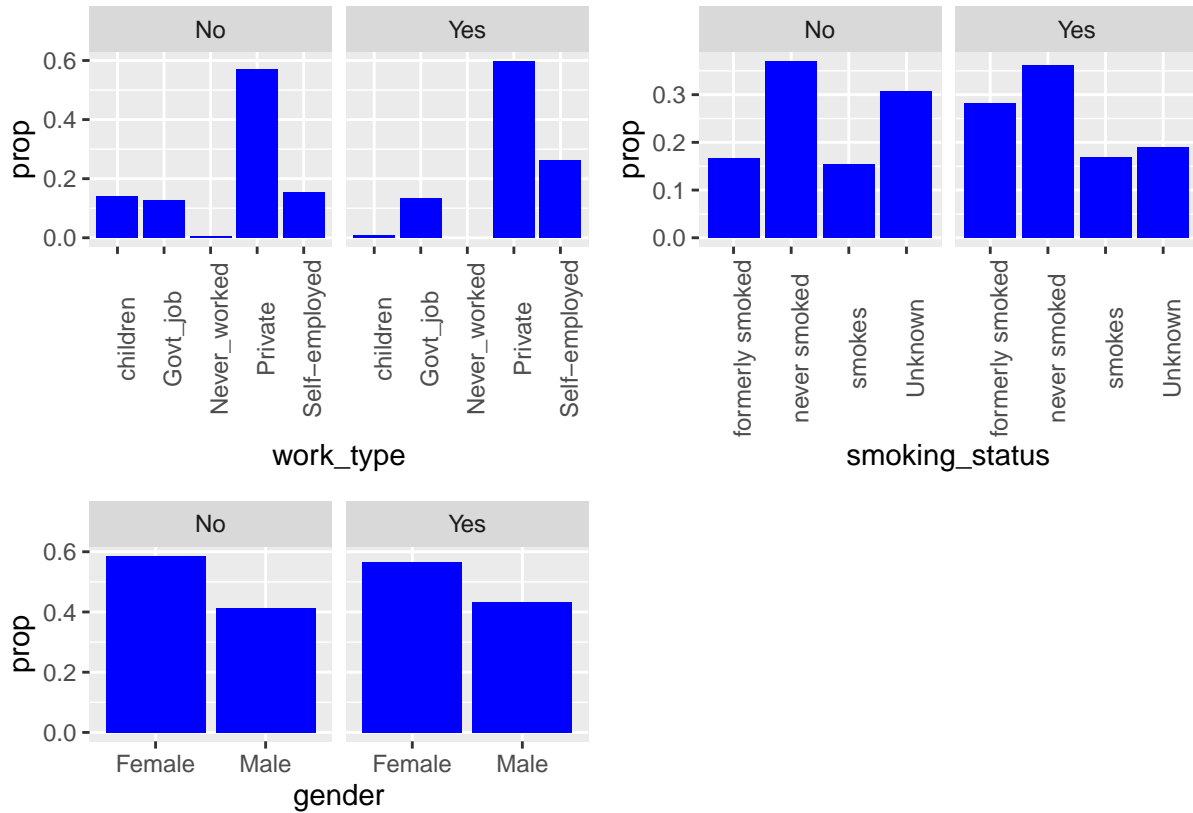 No Yes
prop
0.6
0.4
0.2
0.0
children Govt_job Never_worked Private Self−employed children Govt_job Never_worked Private Self−employed
work_type
No Yes
prop
0.3
0.2
0.1
0.0
formerly smoked never smoked smokes Unknown formerly smoked never smoked smokes Unknown
smoking_status
No Yes
prop
0.6
0.4
0.2
0.0
Female Male Female Male
gender